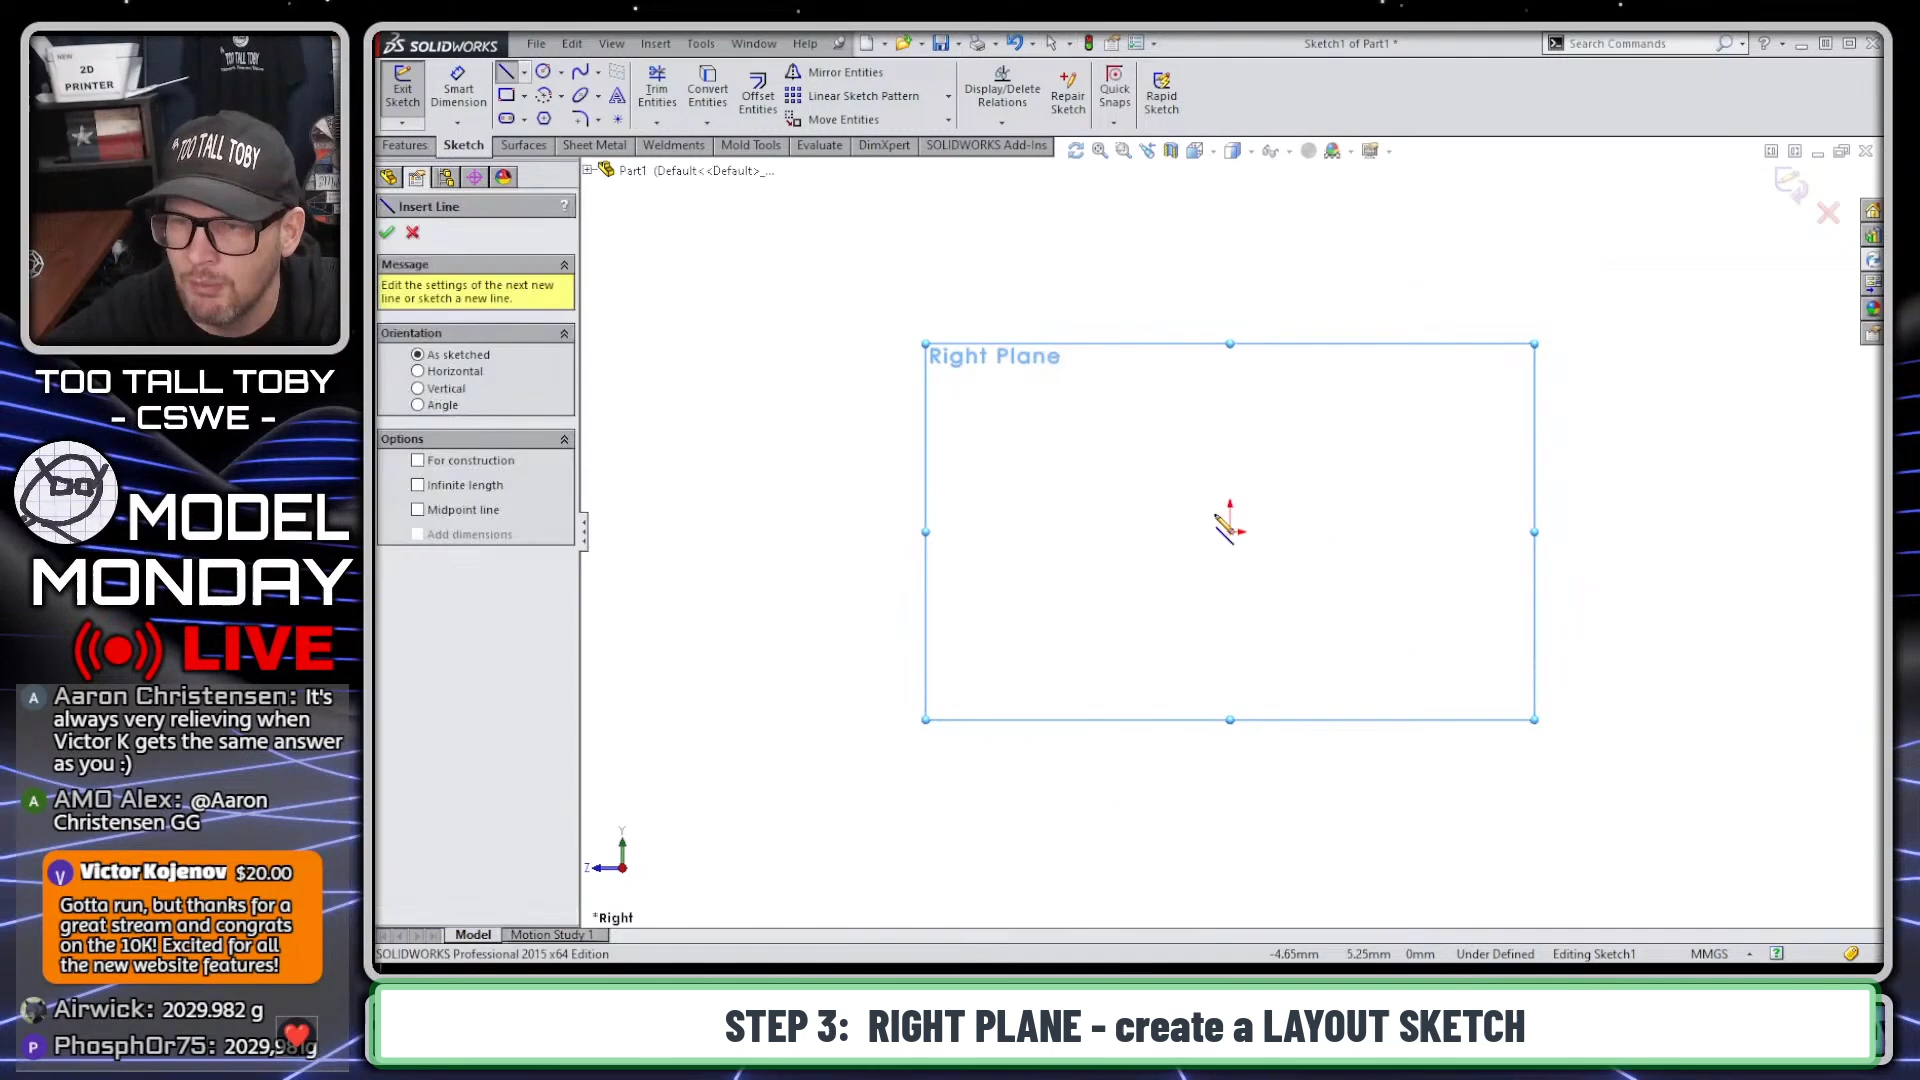 NEW
2D
PRINTER
TOO TALL TOBY
TOO TALL TOBY
- CSWE -
MODEL
MONDAY
LIVE
A Aaron Christensen: It's
always very relieving when
Victor K gets the same answer
as you :)
A AMO Alex: @Aaron
Christensen GG
V Victor Kojenov $20.00
Gotta run, but thanks for a
great stream and congrats
on the 10K! Excited for all
the new website features!
Airwick: 2029.982 g
P PhosphOr75: 2029,981g
SOLIDWORKS File Edit View Insert Tools Window Help Sketch1 of Part1 * Search Commands ?
Exit
Sketch
Smart
Dimension
Trim
Entities
Convert
Entities
Offset
Entities
Mirror Entities
Linear Sketch Pattern
Move Entities
Display/Delete
Relations
Repair
Sketch
Quick
Snaps
Rapid
Sketch
Features Sketch Surfaces Sheet Metal Weldments Mold Tools Evaluate DimXpert SOLIDWORKS Add-Ins
Part1 (Default<<Default>_...
Insert Line ?
Message
Edit the settings of the next new
line or sketch a new line.
Orientation
As sketched
Horizontal
Vertical
Angle
Options
For construction
Infinite length
Midpoint line
Add dimensions
Right Plane
Y
Z
*Right
Model Motion Study 1
SOLIDWORKS Professional 2015 x64 Edition -4.65mm 5.25mm 0mm Under Defined Editing Sketch1 MMGS ?
STEP 3: RIGHT PLANE - create a LAYOUT SKETCH